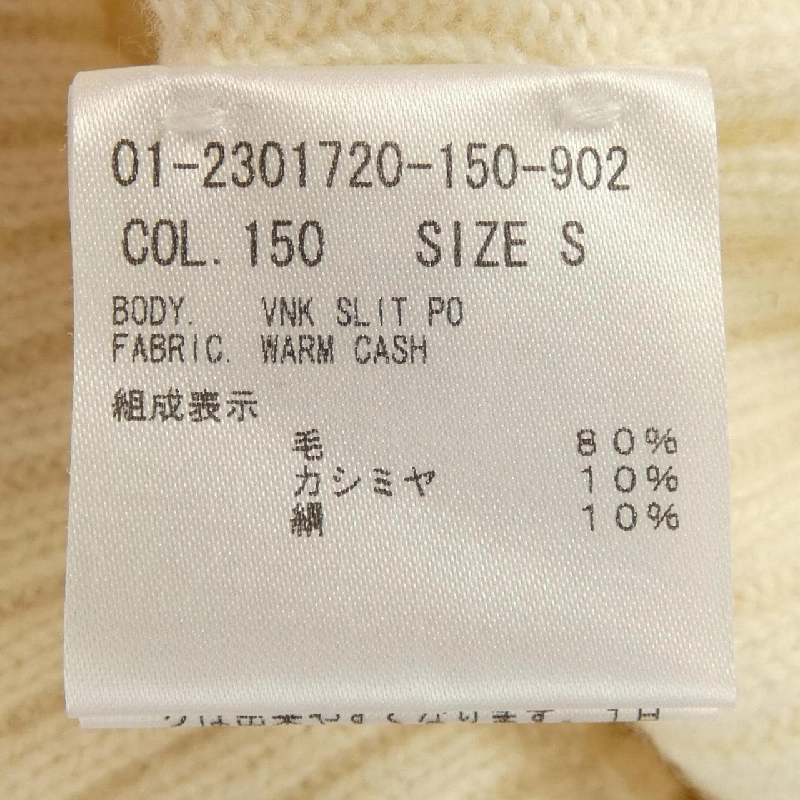 01-2301720-150-902
COL. 150 SIZE S
BODY. VNK SLIT PO
FABRIC. WARM CASH
組成表示
毛 80%
カシミヤ 10%
絹 10%